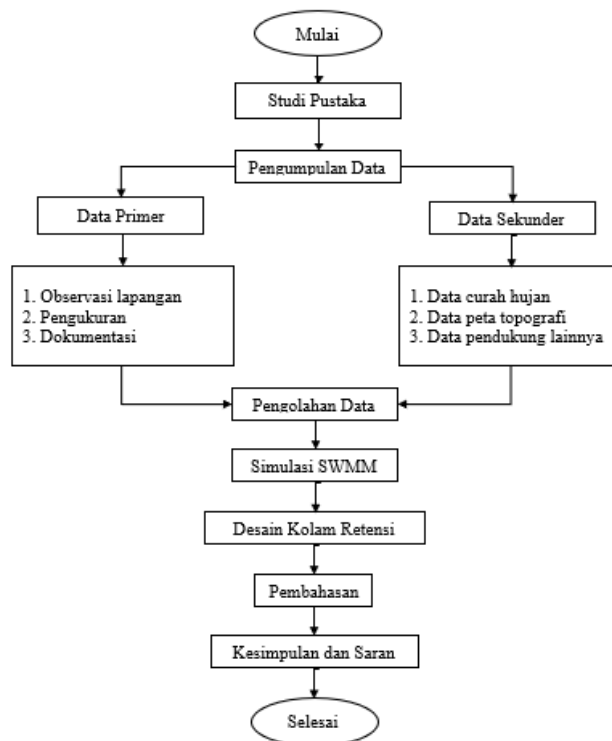 Mulai
Studi Pustaka
Pengumpulan Data
Data Primer
Data Sekunder
1. Observasi lapangan
2. Pengukuran
3. Dokumentasi
1. Data curah hujan
2. Data peta topografi
3. Data pendukung lainnya
Pengolahan Data
Simulasi SWMM
Desain Kolam Retensi
Pembahasan
Kesimpulan dan Saran
Selesai